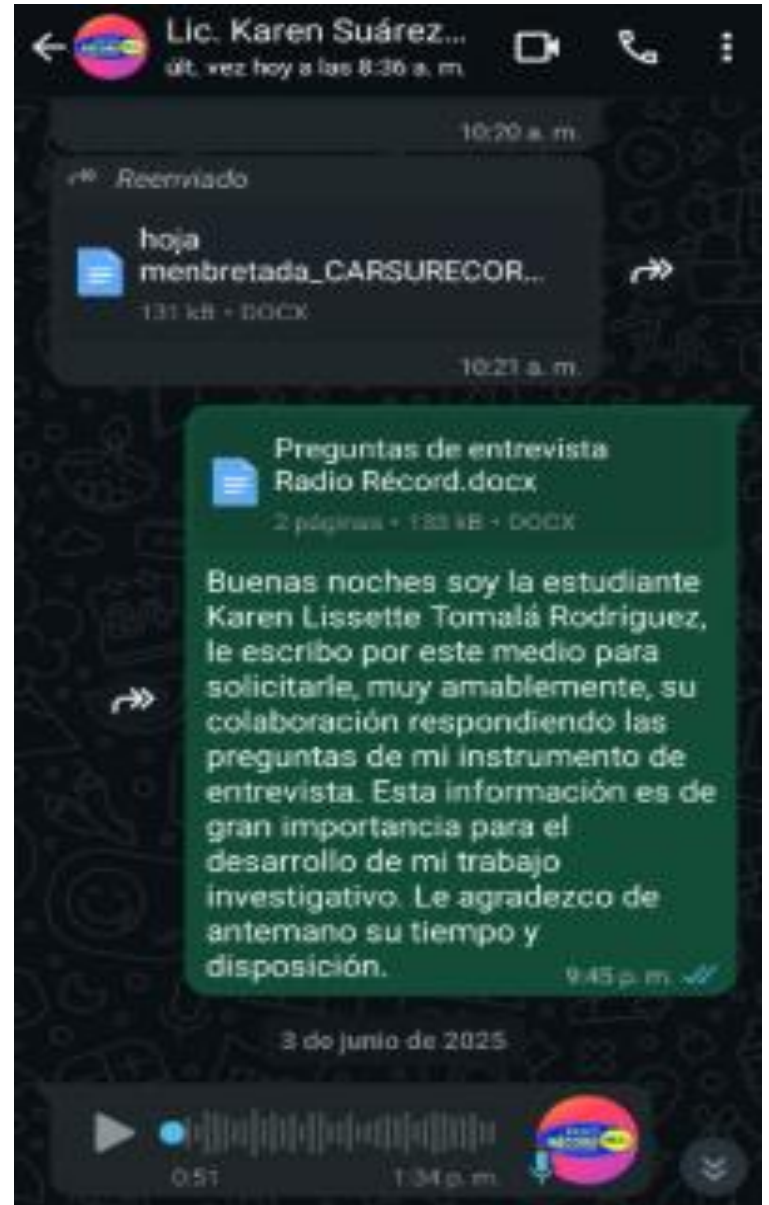 Lic. Karen Suárez...
últ. vez hoy a las 8:36 a. m.
10:20 a. m.
Reenviado
hoja
menbretada_CARSURECOR...
131 kB • DOCX
10:21 a. m.
Preguntas de entrevista
Radio Récord.docx
2 páginas • 133 kB • DOCX
Buenas noches soy la estudiante
Karen Lissette Tomalá Rodriguez,
le escribo por este medio para
solicitarle, muy amablemente, su
colaboración respondiendo las
preguntas de mi instrumento de
entrevista. Esta información es de
gran importancia para el
desarrollo de mi trabajo
investigativo. Le agradezco de
antemano su tiempo y
disposición.
9:45 p. m.
3 de junio de 2025
0:51
1:34 p. m.